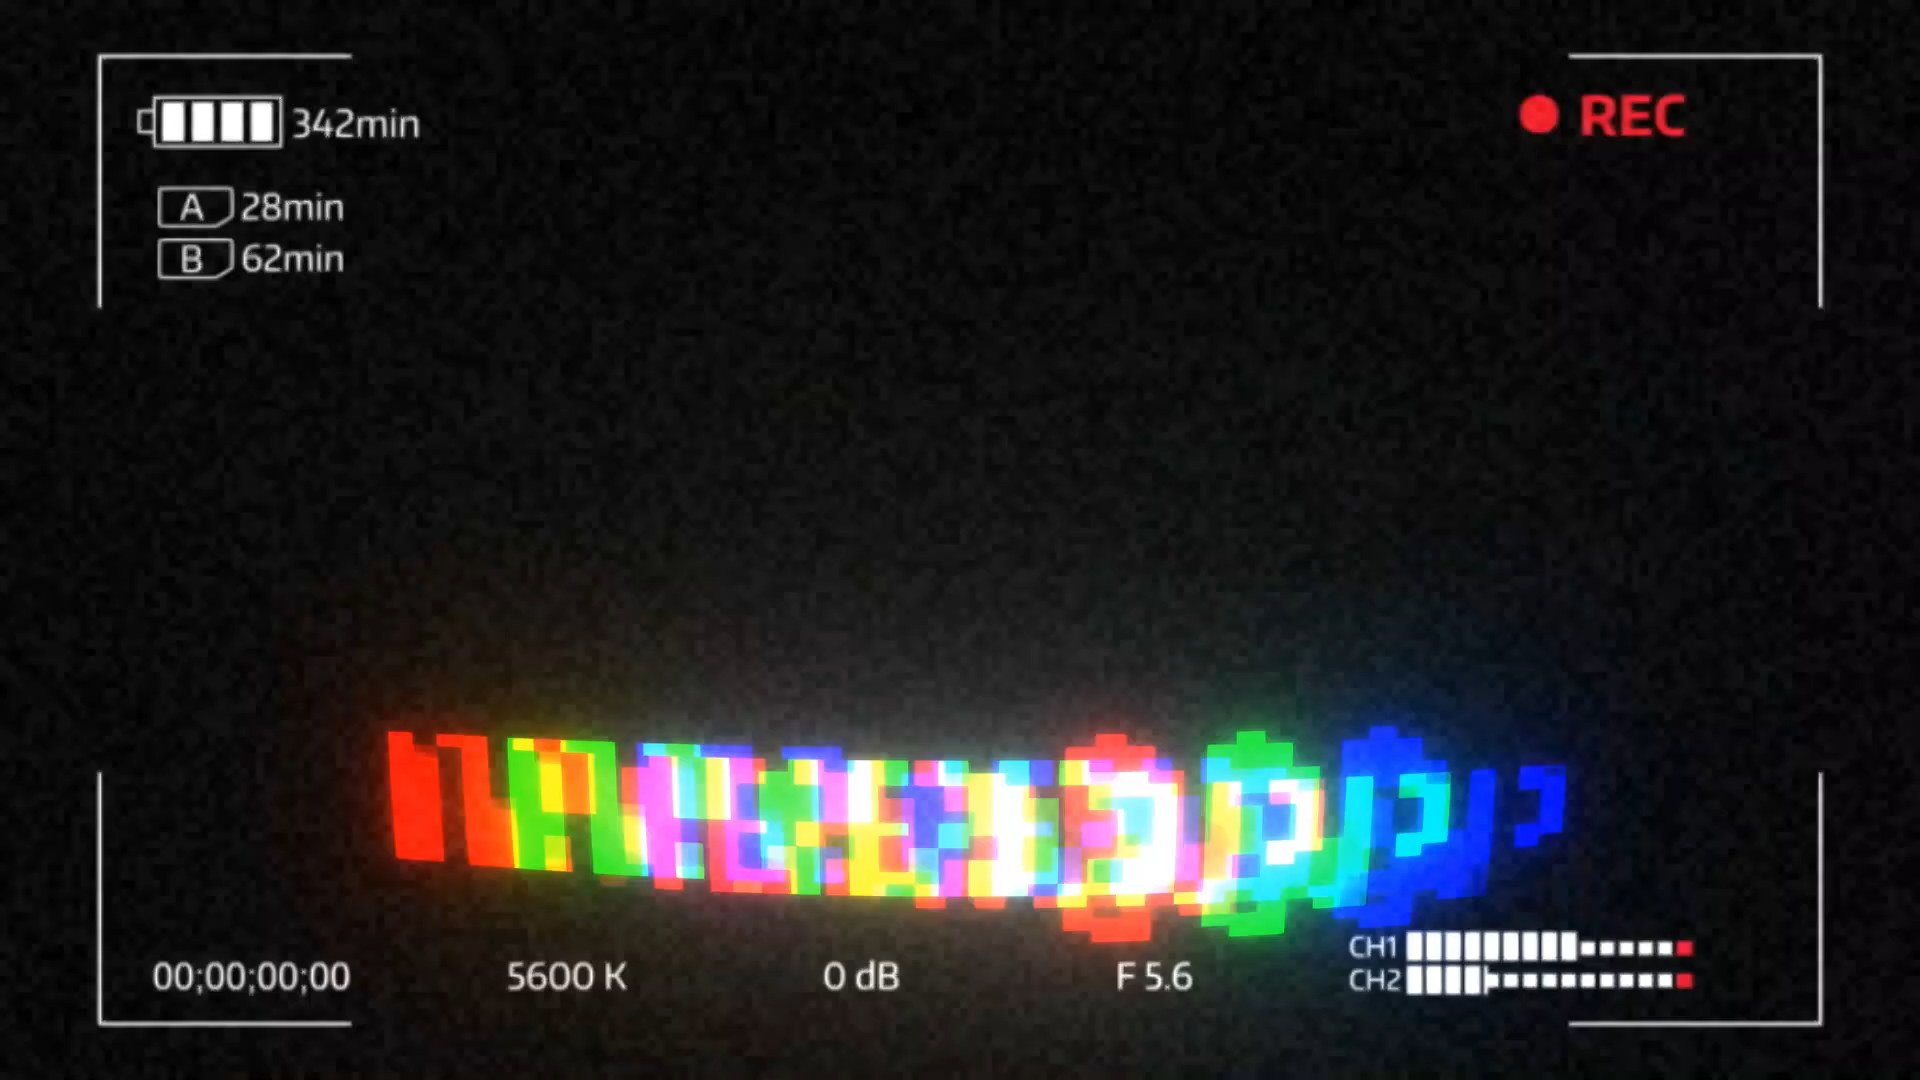 342min
REC
A 28min
B 62min
00;00;00;00
5600 K
0 dB
F 5.6
CH1
CH2